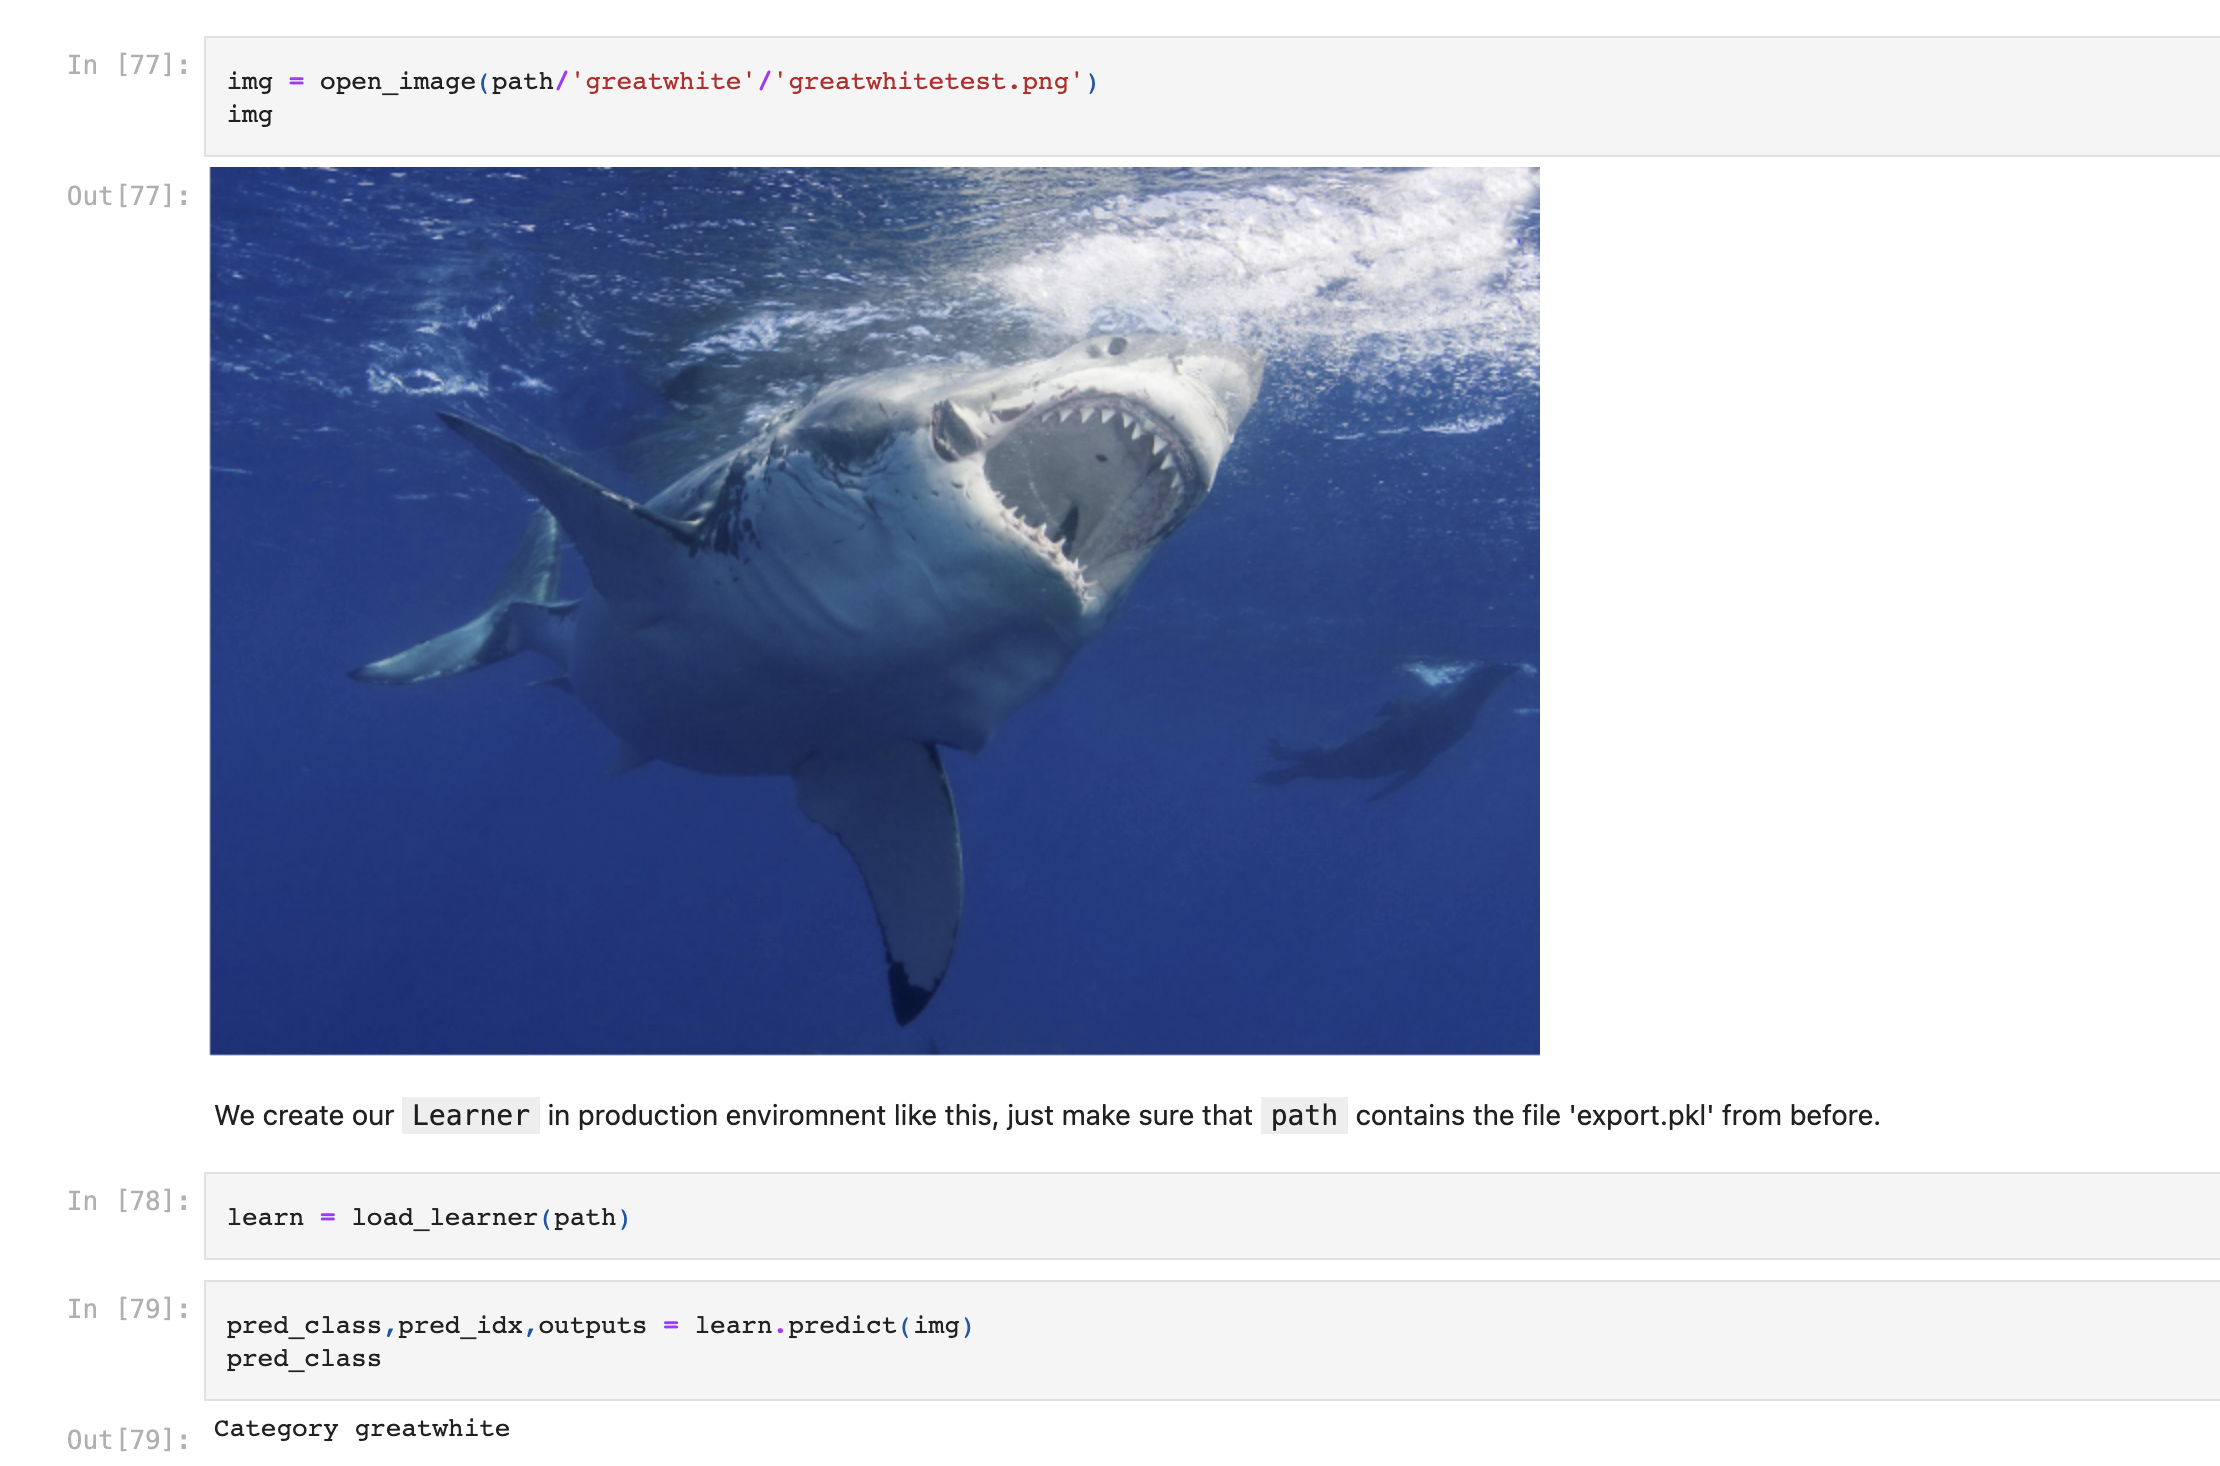 In [77]:
img = open_image(path/'greatwhite'/'greatwhitetest.png')
img
Out[77]:
We create our Learner in production enviromnent like this, just make sure that path contains the file 'export.pkl' from before.
In [78]:
learn = load_learner(path)
In [79]:
pred_class,pred_idx,outputs = learn.predict(img)
pred_class
Out[79]:
Category greatwhite